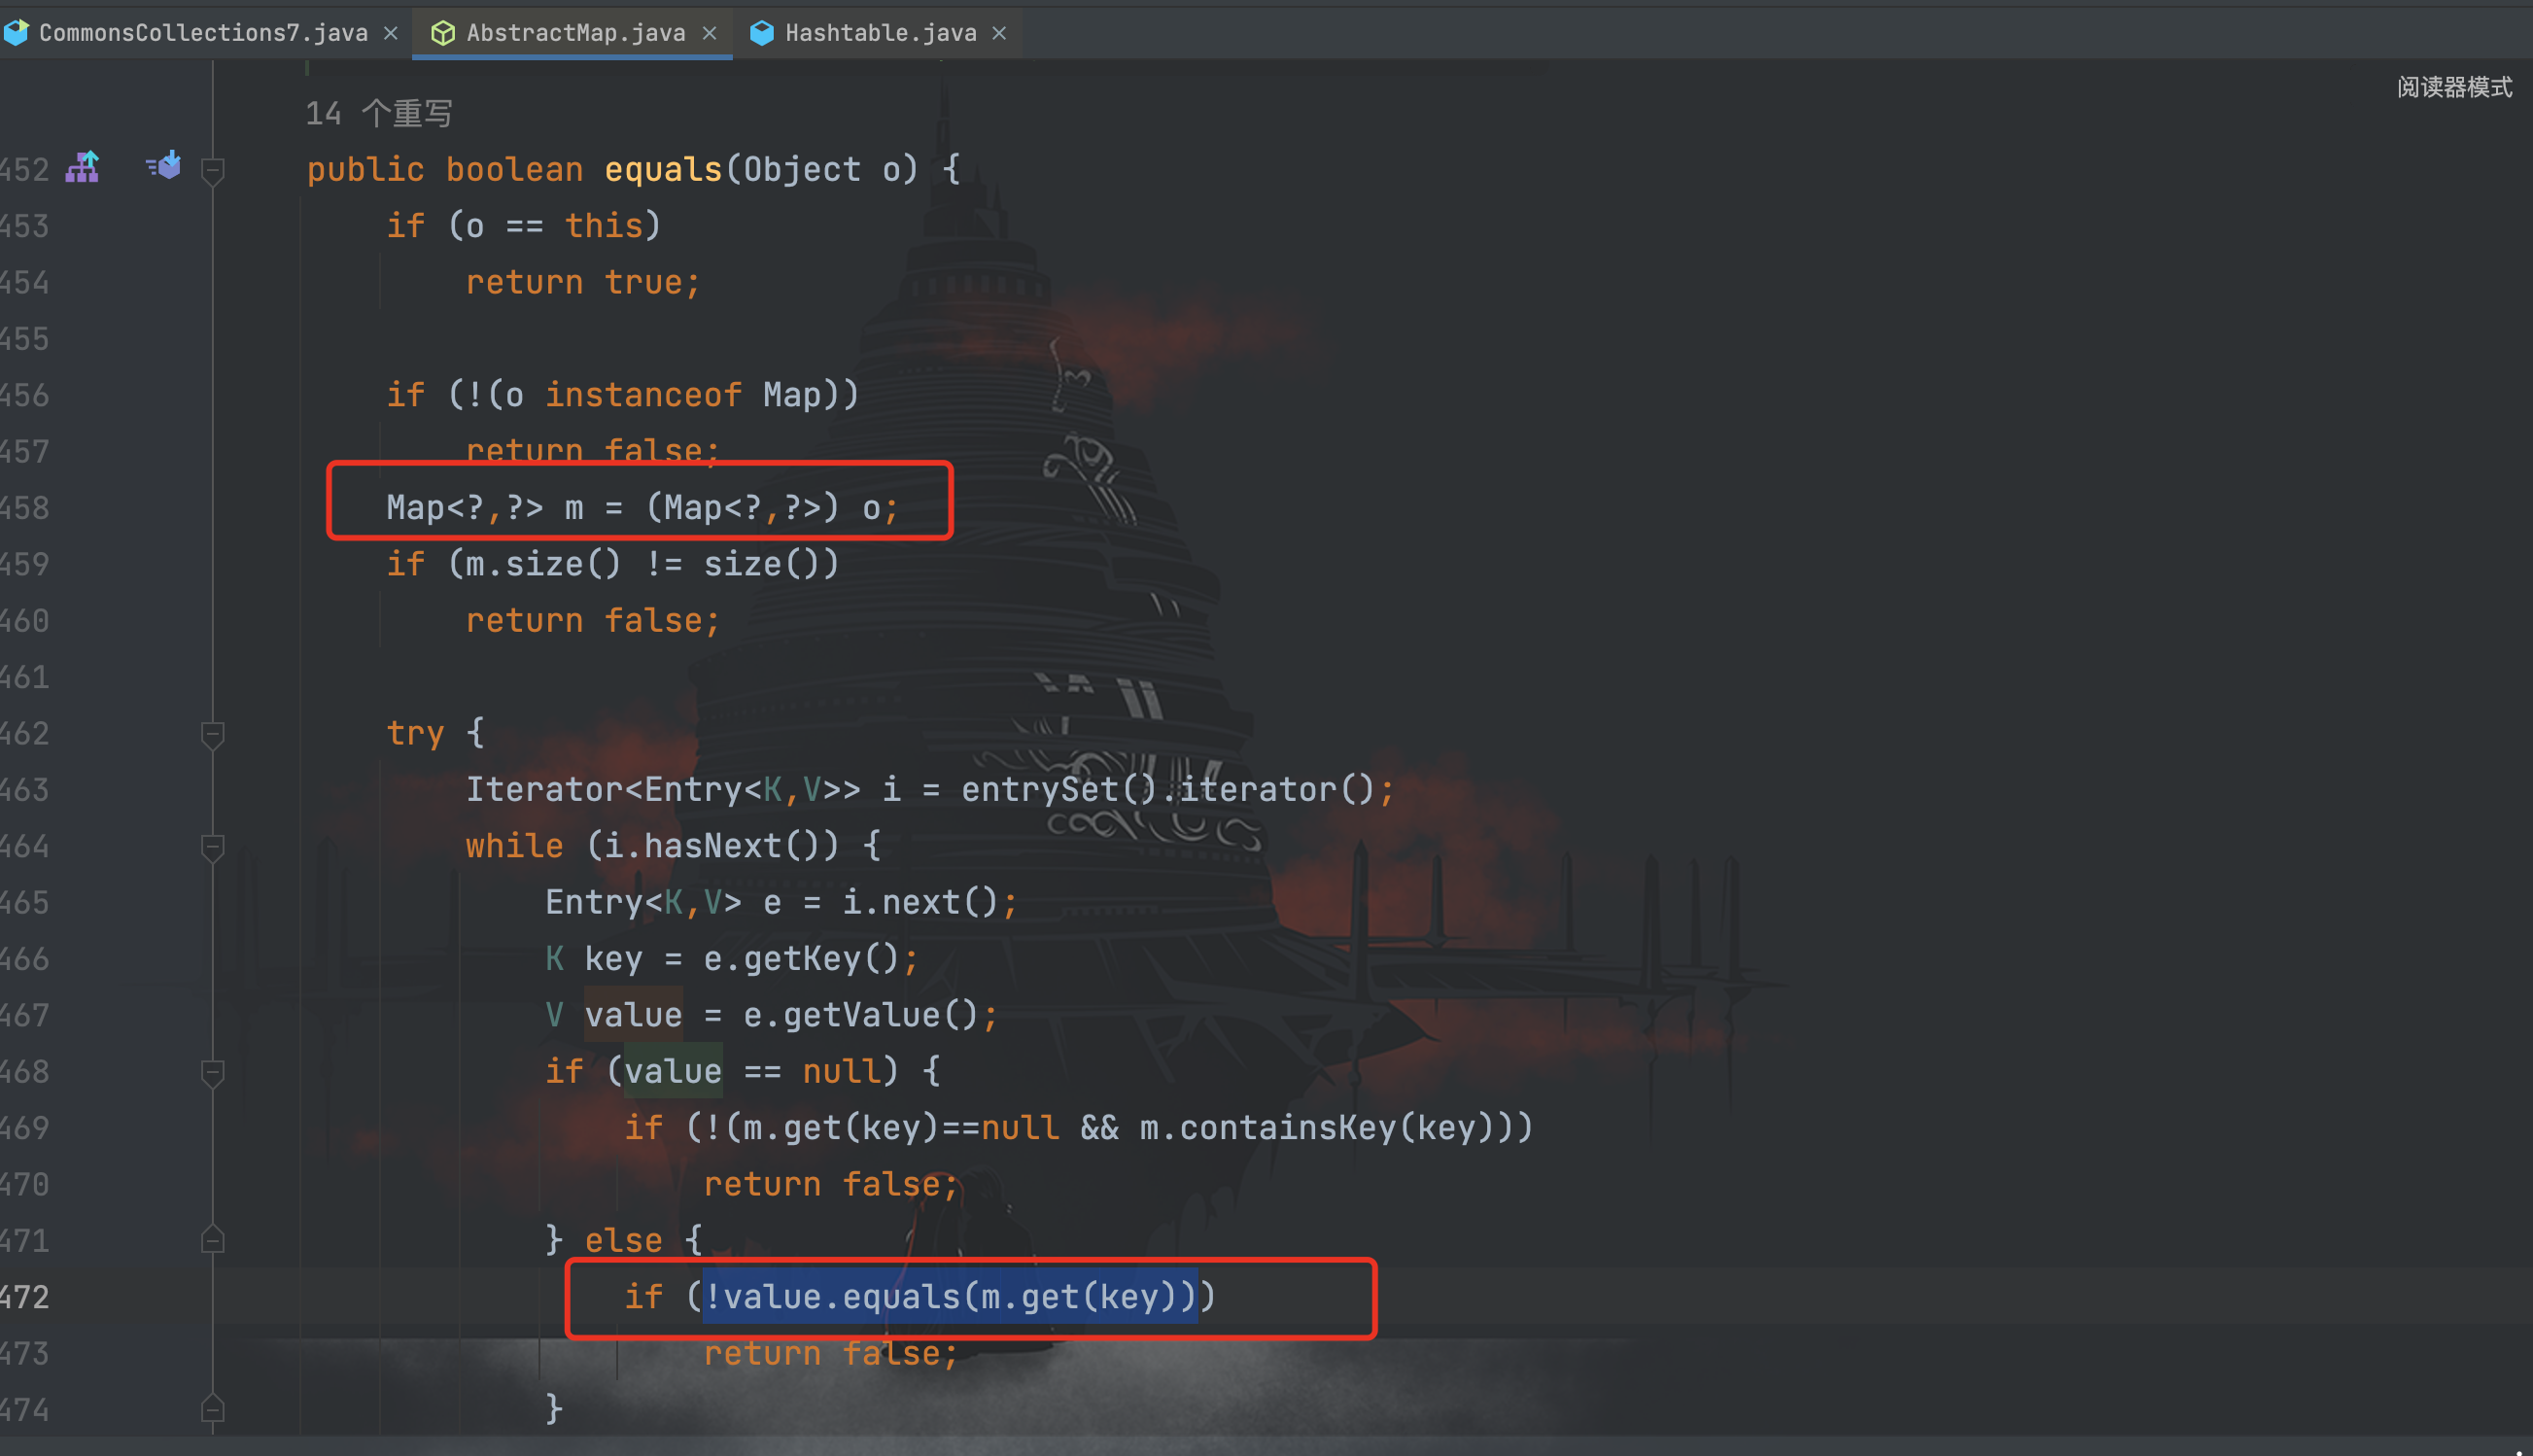 CommonsCollections7.java AbstractMap.java Hashtable.java
阅读器模式
14 个重写
452 public boolean equals(Object o) {
453 if (o == this)
454 return true;
455
456 if (!(o instanceof Map))
457 return false;
458 Map<?,?> m = (Map<?,?>) o;
459 if (m.size() != size())
460 return false;
461
462 try {
463 Iterator<Entry<K,V>> i = entrySet().iterator();
464 while (i.hasNext()) {
465 Entry<K,V> e = i.next();
466 K key = e.getKey();
467 V value = e.getValue();
468 if (value == null) {
469 if (!(m.get(key)==null && m.containsKey(key)))
470 return false;
471 } else {
472 if (!value.equals(m.get(key)))
473 return false;
474 }